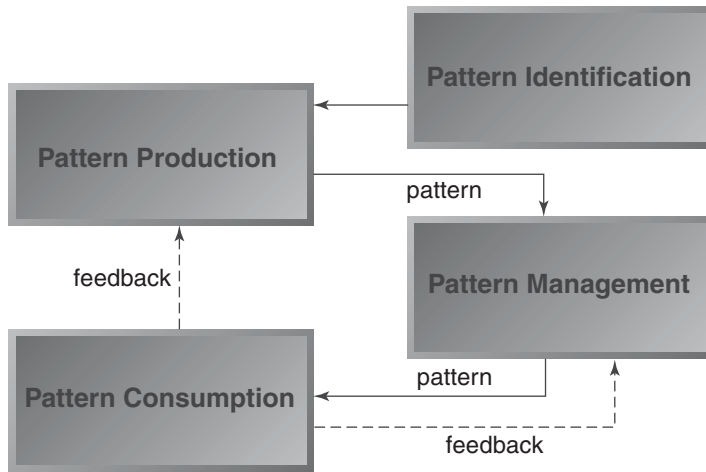 Pattern Identification
Pattern Production
pattern
Pattern Management
feedback
pattern
Pattern Consumption
feedback